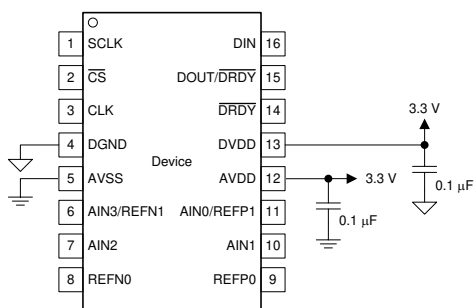 1 SCLK DIN 16
2 CS DOUT/DRDY 15
3 CLK DRDY 14
3.3 V
4 DGND DVDD 13
Device
5 AVSS AVDD 12 3.3 V
0.1 μF
6 AIN3/REFN1 AIN0/REFP1 11
0.1 μF
7 AIN2 AIN1 10
8 REFN0 REFP0 9